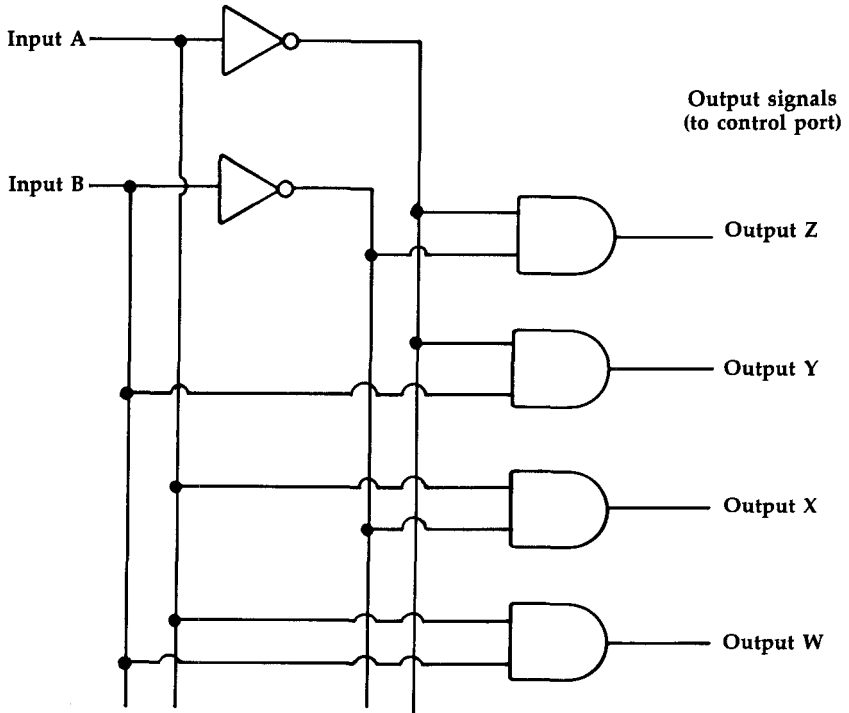 Input A
Output signals
(to control port)
Input B
Output Z
Output Y
Output X
Output W